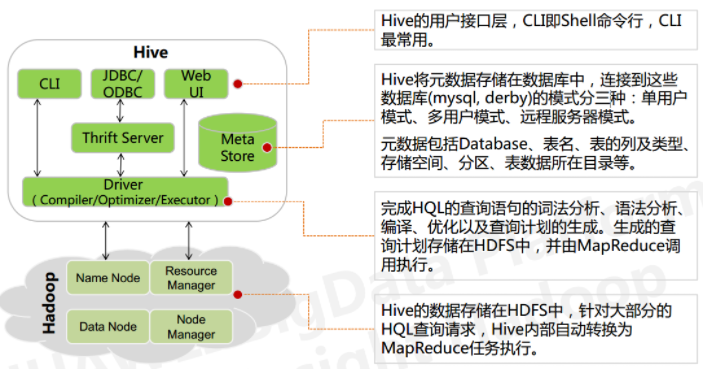 Hive
CLI
JDBC/
ODBC
Web
UI
Thrift Server
Meta
Store
Driver
( Compiler/Optimizer/Executor )
Hadoop
Name Node
Resource
Manager
Data Node
Node
Manager
Hive的用户接口层，CLI即Shell命令行，CLI
最常用。
Hive将元数据存储在数据库中，连接到这些
数据库(mysql, derby)的模式分三种：单用户
模式、多用户模式、远程服务器模式。
元数据包括Database、表名、表的列及类型、
存储空间、分区、表数据所在目录等。
完成HQL的查询语句的词法分析、语法分析、
编译、优化以及查询计划的生成。生成的查
询计划存储在HDFS中，并由MapReduce调
用执行。
Hive的数据存储在HDFS中，针对大部分的
HQL查询请求，Hive内部自动转换为
MapReduce任务执行。